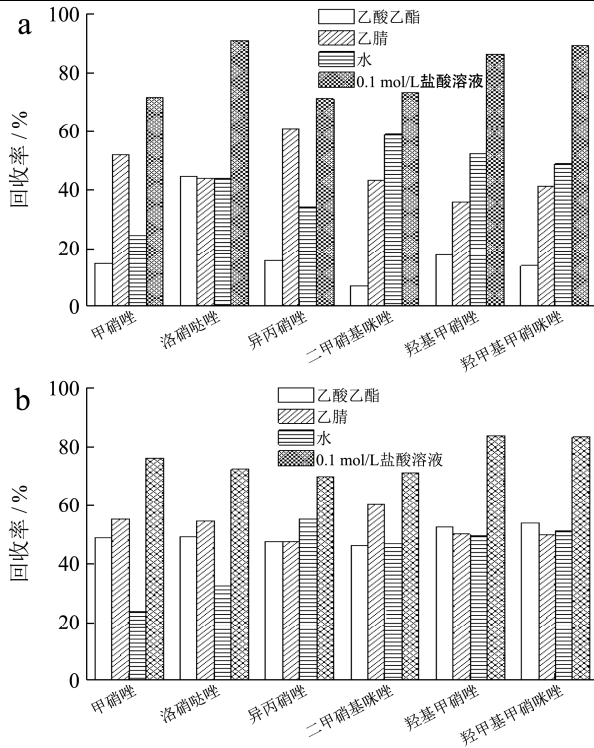 a
100
80
60
40
20
0
回收率 / %
乙酸乙酯
乙腈
水
0.1 mol/L盐酸溶液
甲硝唑
洛硝哒唑
异丙硝唑
二甲硝基咪唑
羟基甲硝唑
羟甲基甲硝咪唑
b
100
80
60
40
20
0
回收率 / %
乙酸乙酯
乙腈
水
0.1 mol/L盐酸溶液
甲硝唑
洛硝哒唑
异丙硝唑
二甲硝基咪唑
羟基甲硝唑
羟甲基甲硝咪唑